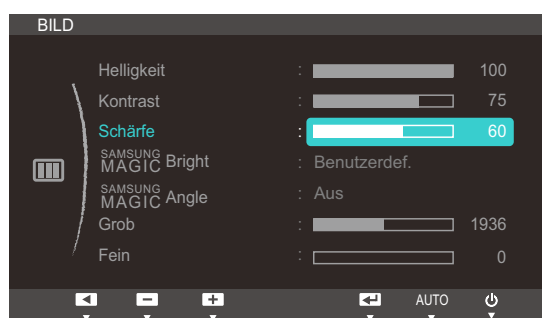 BILD
Helligkeit : 100
Kontrast : 75
Schärfe : 60
SAMSUNG MAGIC Bright : Benutzerdef.
SAMSUNG MAGIC Angle : Aus
Grob : 1936
Fein : 0
AUTO